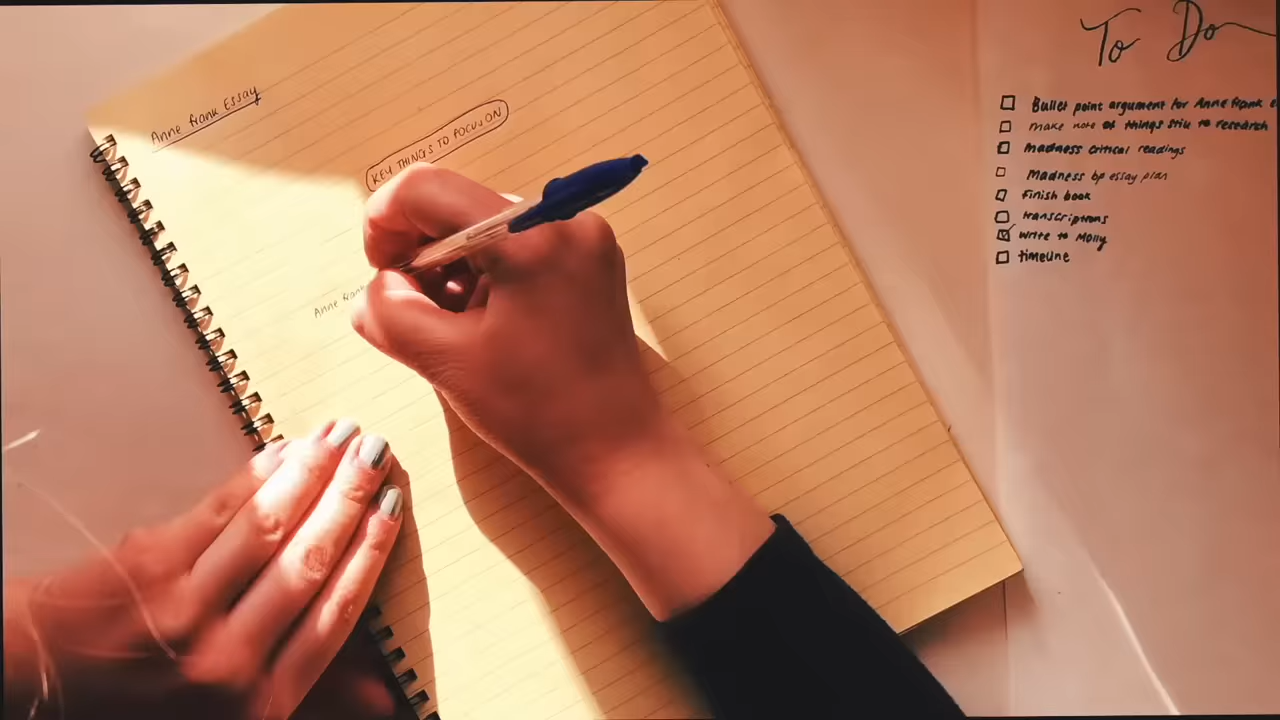 Anne Frank Essay
KEY THINGS TO FOCUS ON
Anne Frank
To Do
Bullet point argument for Anne Frank
make note of things still to research
Madness critical readings
Madness bp essay plan
Finish book
transcriptions
write to Molly
timeline